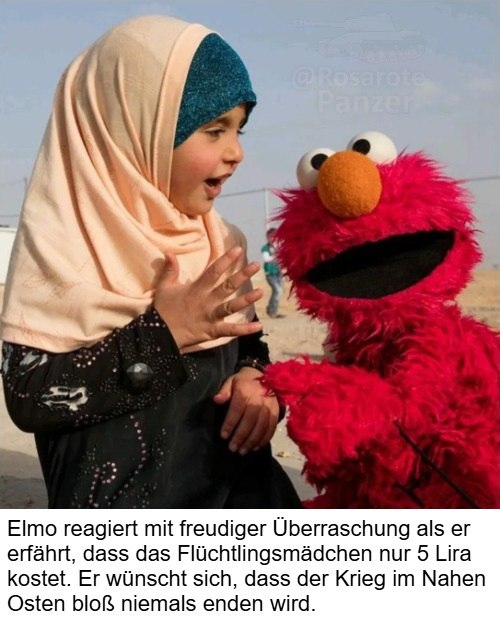 @Rosarote
Panzer
Elmo reagiert mit freudiger Überraschung als er
erfährt, dass das Flüchtlingsmädchen nur 5 Lira
kostet. Er wünscht sich, dass der Krieg im Nahen
Osten bloß niemals enden wird.